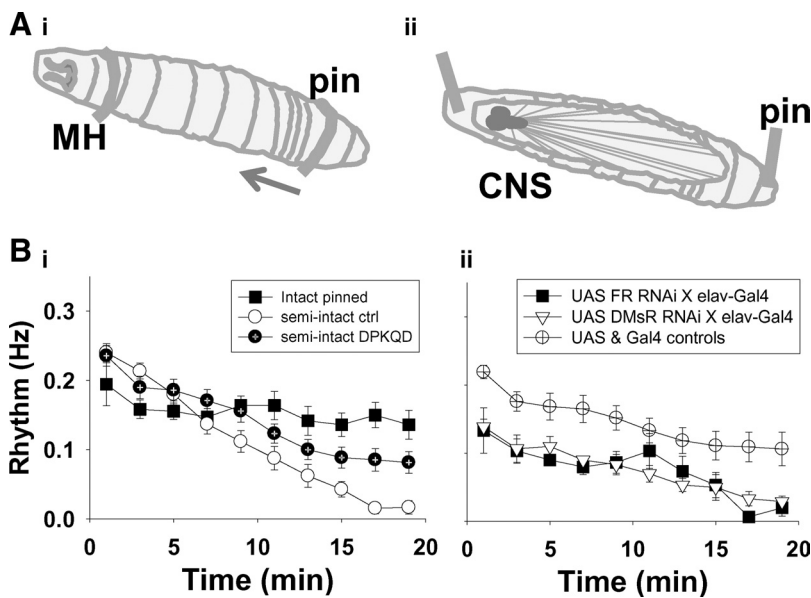 A i
MH
pin
ii
CNS
pin
B i
Intact pinned
semi-intact ctrl
semi-intact DPKQD
Rhythm (Hz)
0.3
0.2
0.1
0.0
0 5 10 15 20
Time (min)
ii
UAS FR RNAi X elav-Gal4
UAS DMsR RNAi X elav-Gal4
UAS & Gal4 controls
0 5 10 15 20
Time (min)